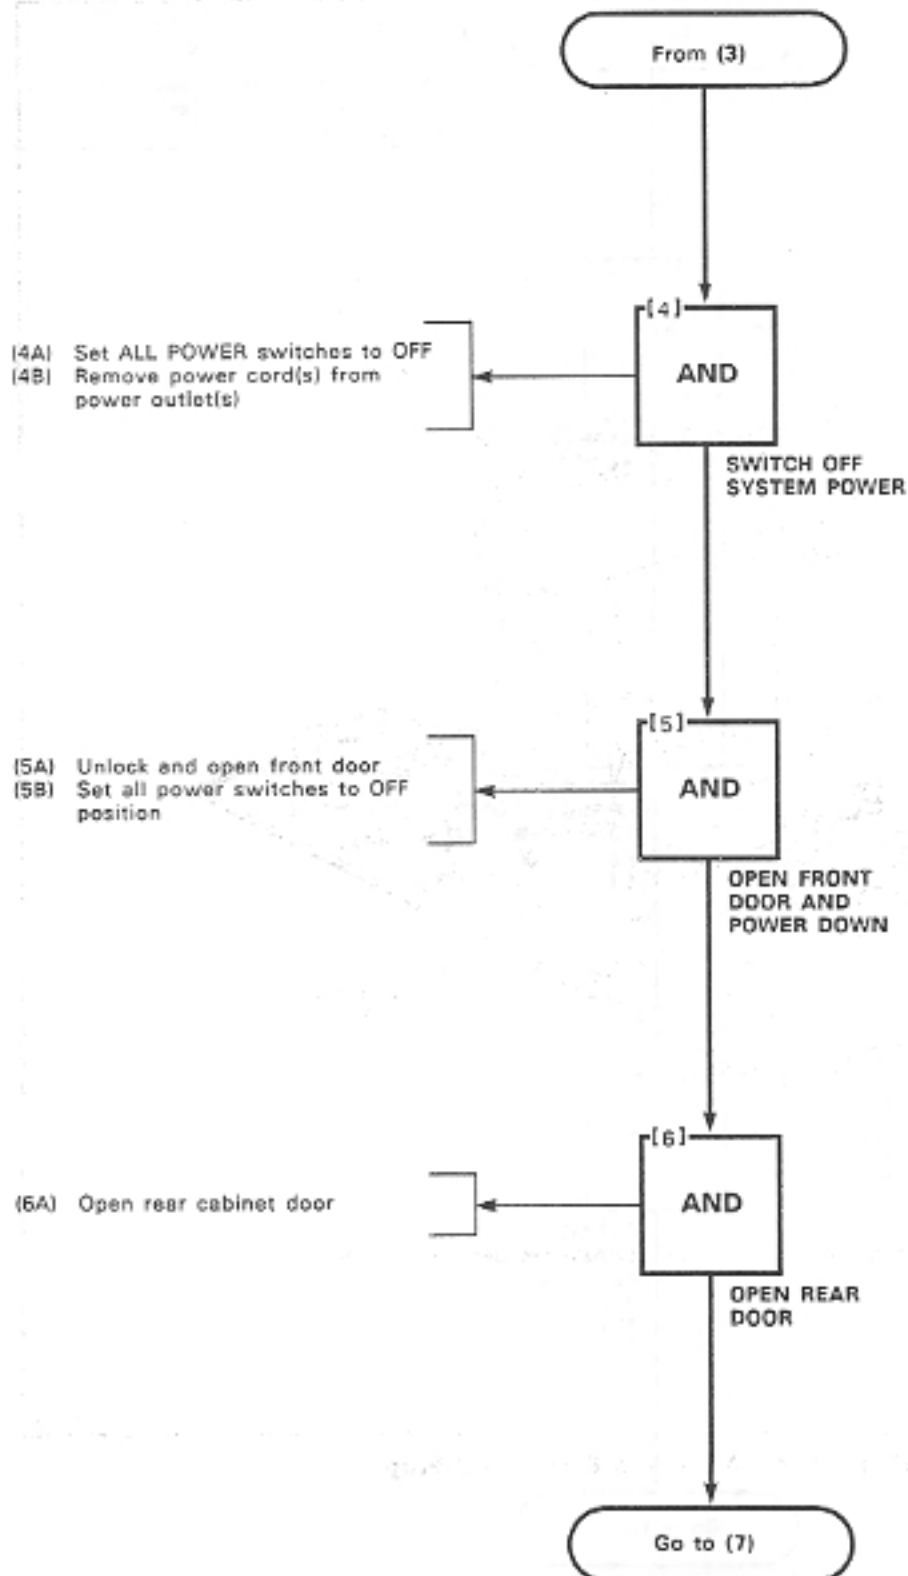 From (3)
[4]
(4A) Set ALL POWER switches to OFF
(4B) Remove power cord(s) from
power outlet(s)
AND
SWITCH OFF
SYSTEM POWER
[5]
(5A) Unlock and open front door
(5B) Set all power switches to OFF
position
AND
OPEN FRONT
DOOR AND
POWER DOWN
[6]
(6A) Open rear cabinet door
AND
OPEN REAR
DOOR
Go to (7)